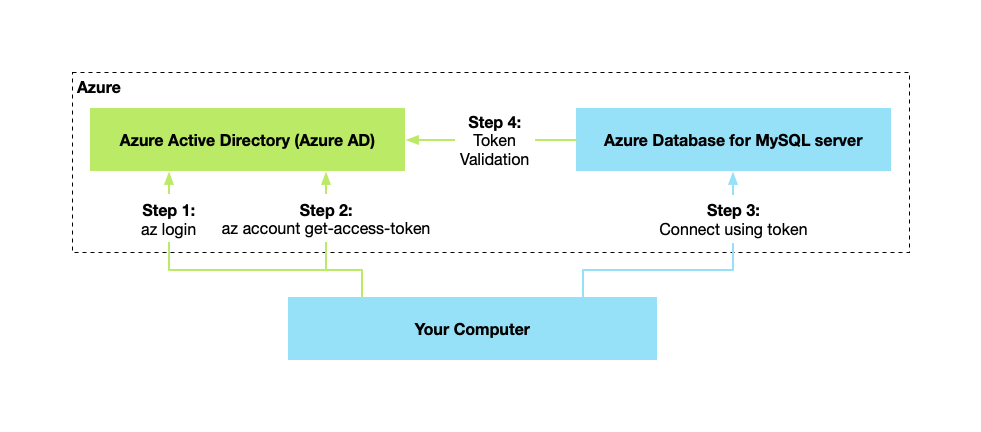 Azure
Azure Active Directory (Azure AD)
Step 4:
Token
Validation
Azure Database for MySQL server
Step 1:
az login
Step 2:
az account get-access-token
Step 3:
Connect using token
Your Computer